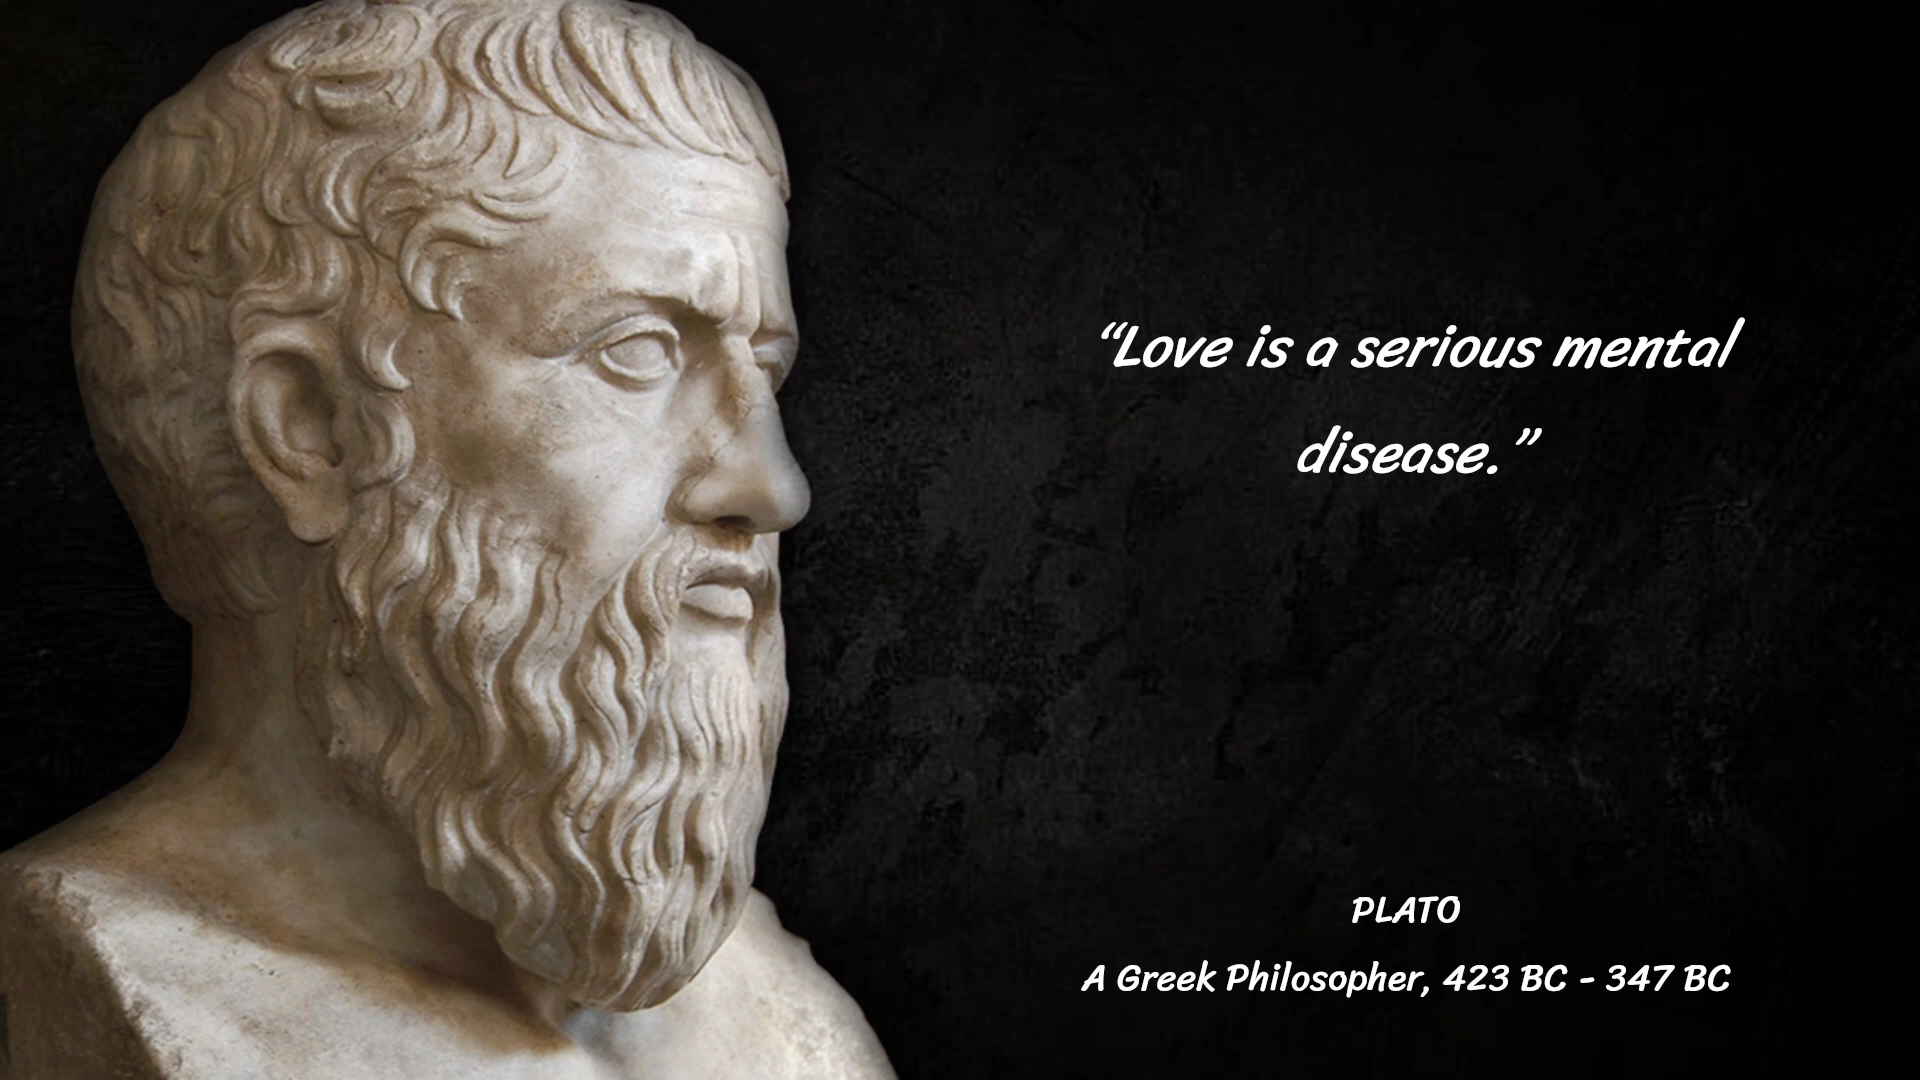 “Love is a serious mental
disease.”
PLATO
A Greek Philosopher, 423 BC - 347 BC